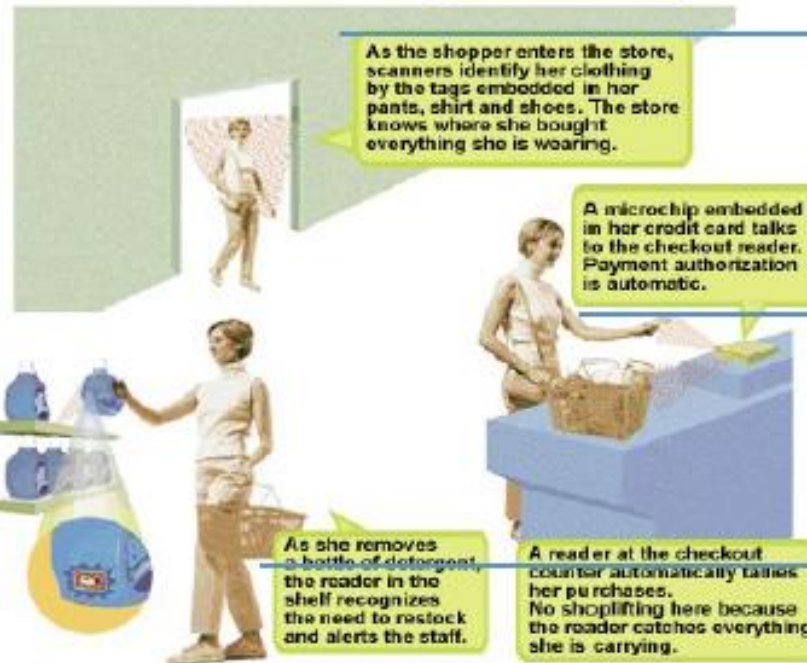 As the shopper enters the store,
scanners identify her clothing
by the tags embedded in her
pants, shirt and shoes. The store
knows where she bought
everything she is wearing.
A microchip embedded
in her credit card talks
to the checkout reader.
Payment authorization
is automatic.
As she removes
a bottle of detergent,
the reader in the
shelf recognizes
the need to restock
and alerts the staff.
A reader at the checkout
counter automatically tallies
her purchases.
No shoplifting here because
the reader catches everything
she is carrying.